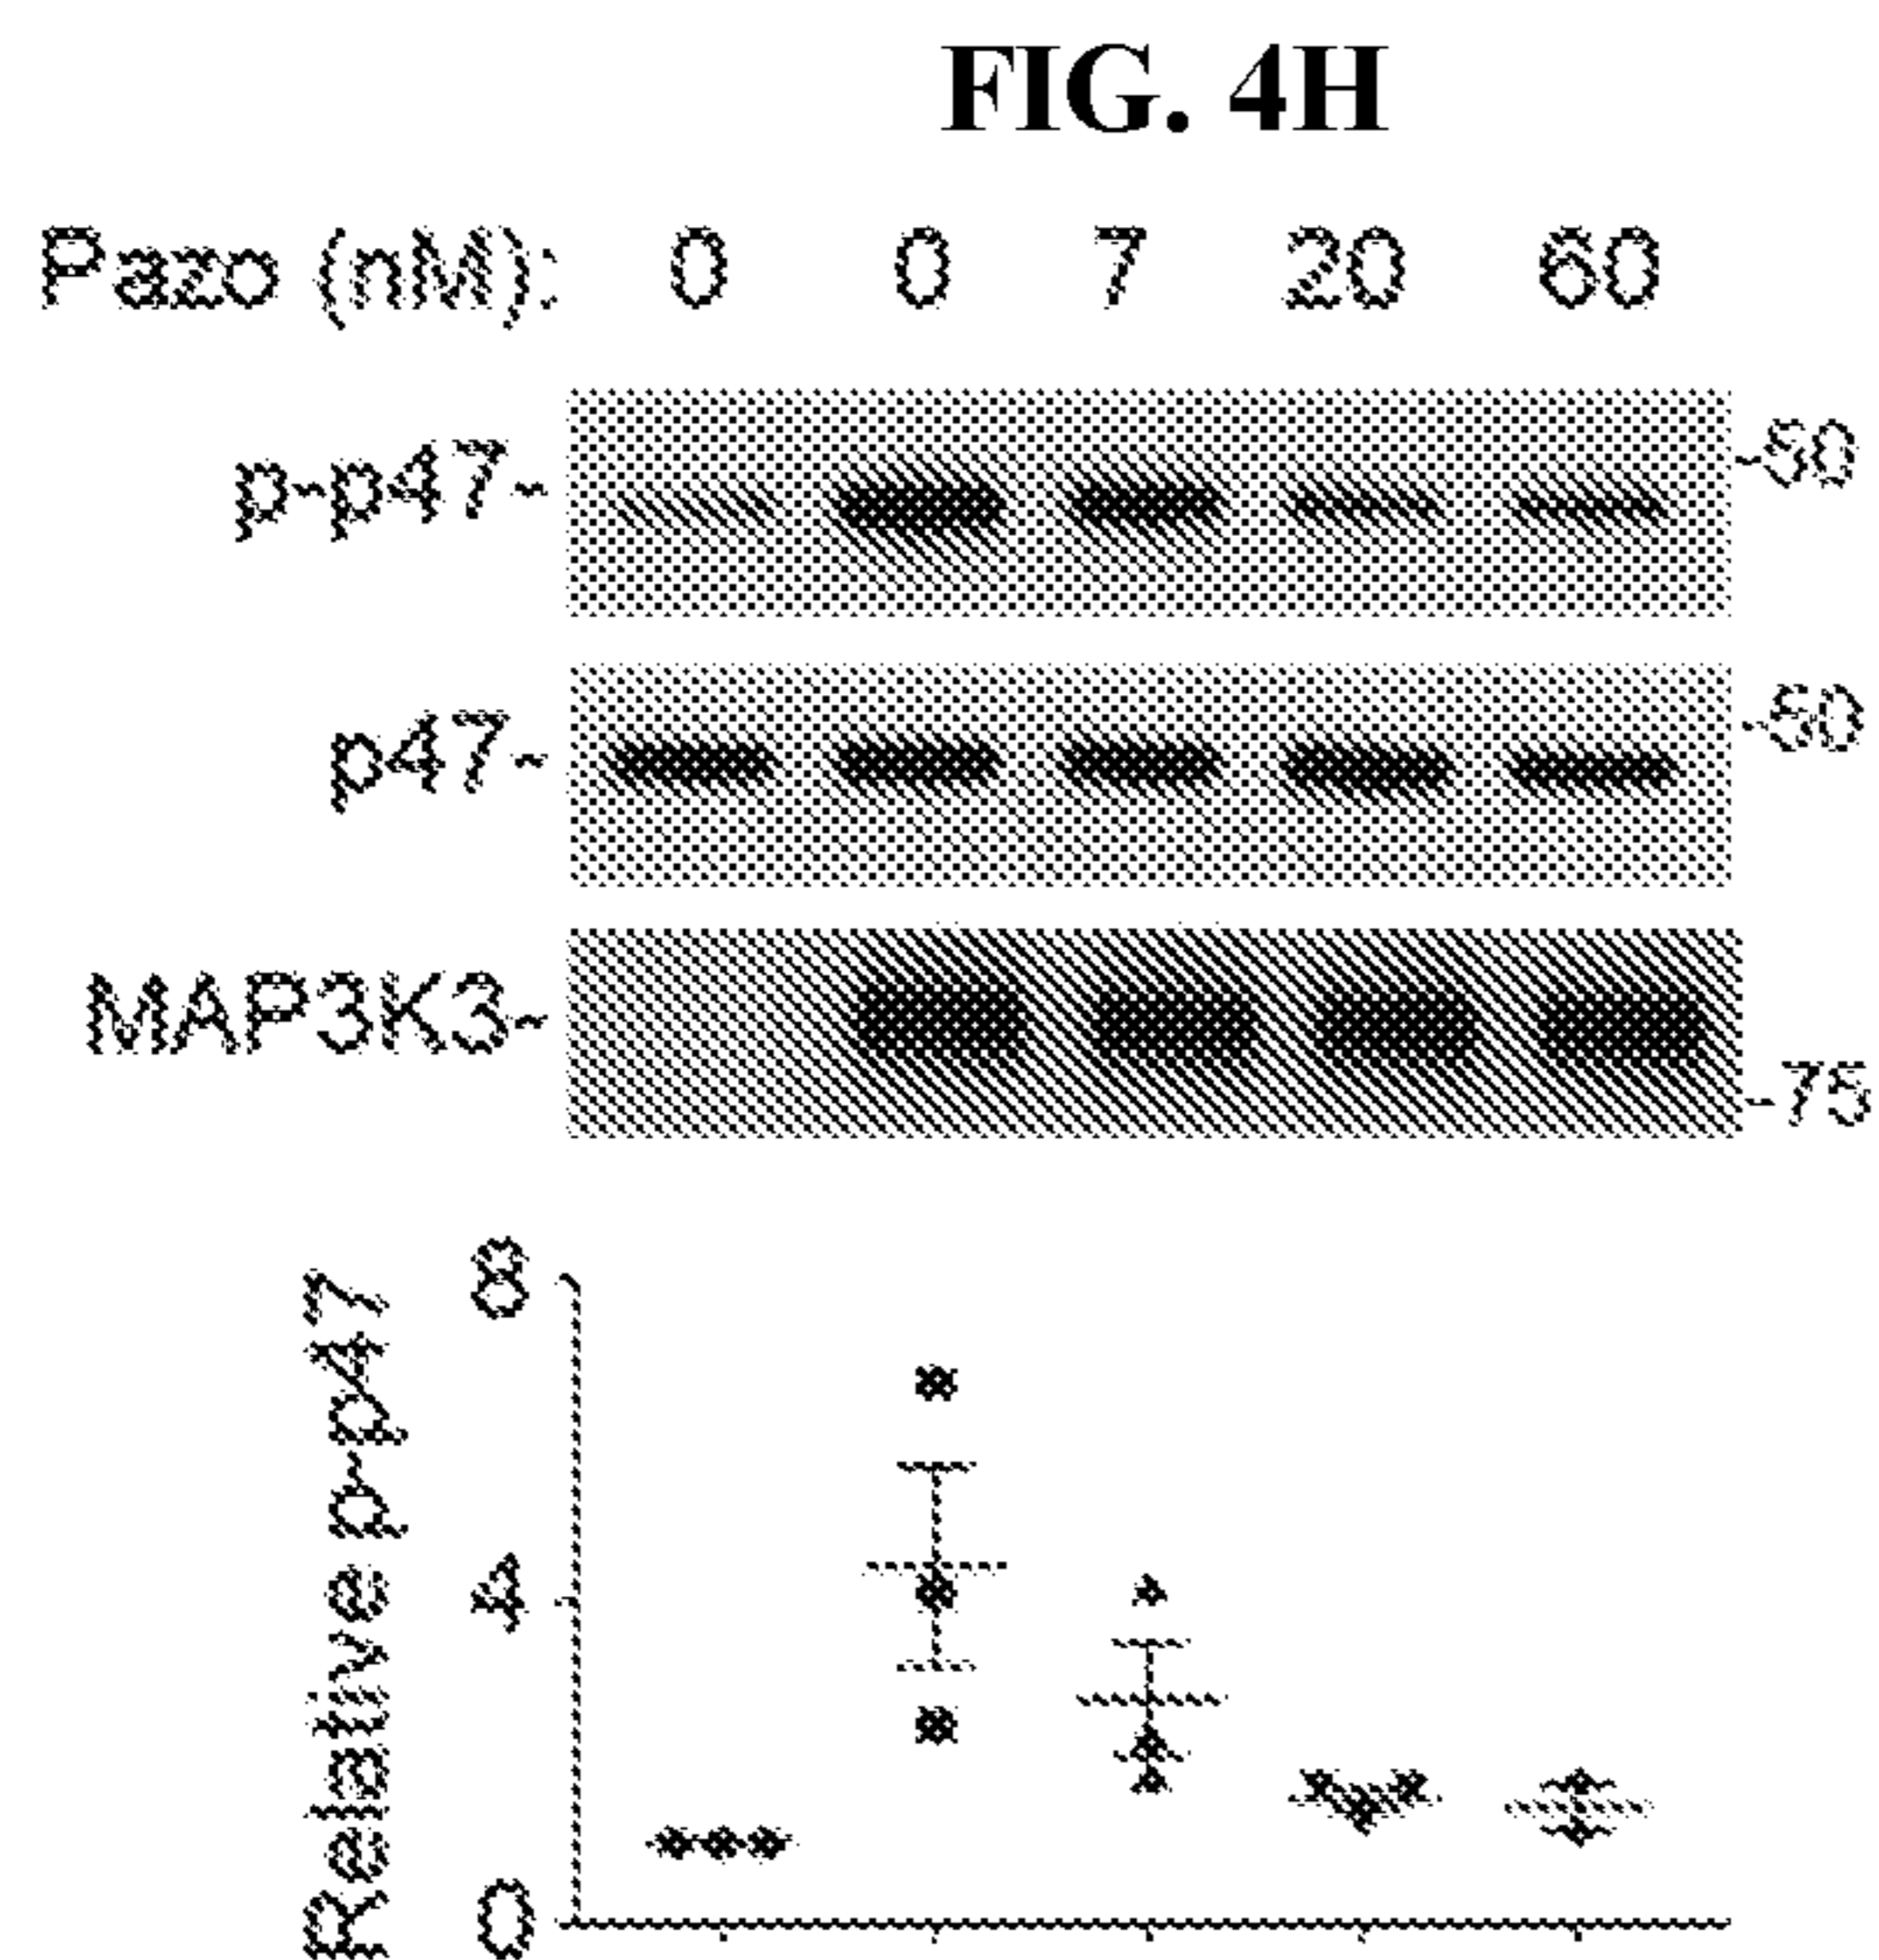 FIG. 4H
Pazo (nM): 0 0 7 20 60
p-p47- -50
p47- -50
MAP3K3-
-75
Relative p-p47
8
4
0